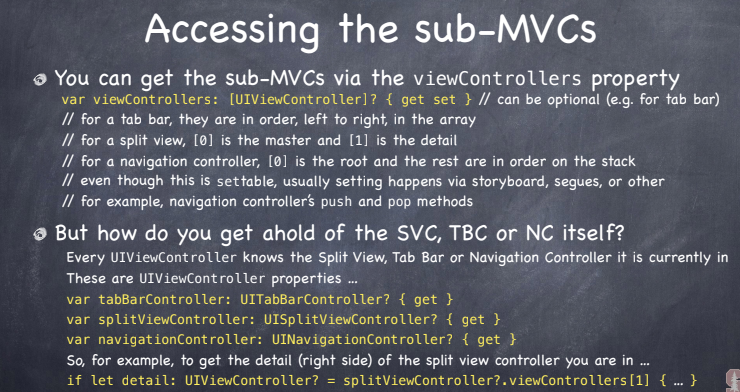 Accessing the sub-MVCs
You can get the sub-MVCs via the viewControllers property
var viewControllers: [UIViewController]? { get set } // can be optional (e.g. for tab bar)
// for a tab bar, they are in order, left to right, in the array
// for a split view, [0] is the master and [1] is the detail
// for a navigation controller, [0] is the root and the rest are in order on the stack
// even though this is settable, usually setting happens via storyboard, segues, or other
// for example, navigation controller's push and pop methods
But how do you get ahold of the SVC, TBC or NC itself?
Every UIViewController knows the Split View, Tab Bar or Navigation Controller it is currently in
These are UIViewController properties ...
var tabBarController: UITabBarController? { get }
var splitViewController: UISplitViewController? { get }
var navigationController: UINavigationController? { get }
So, for example, to get the detail (right side) of the split view controller you are in ...
if let detail: UIViewController? = splitViewController?.viewControllers[1] { … }